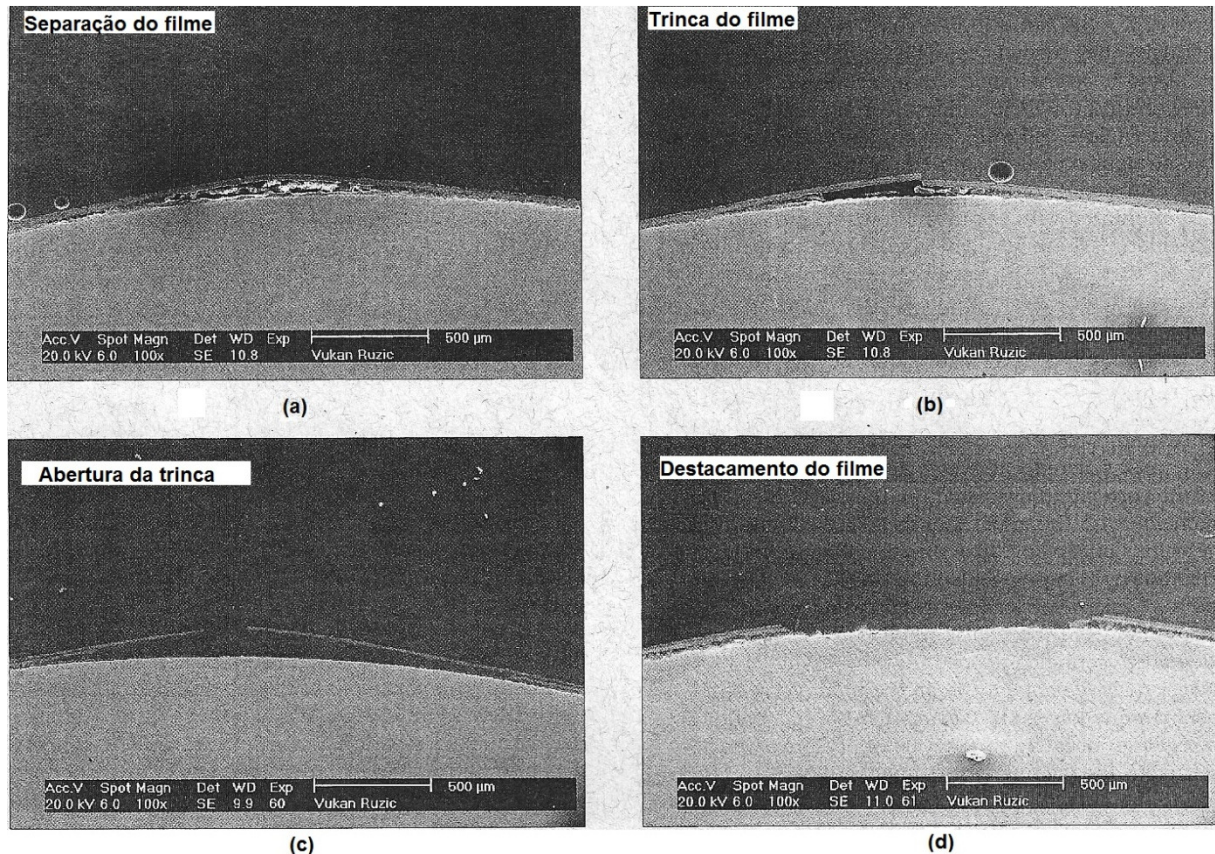 Separação do filme
Acc.V Spot Magn Det WD Exp 500 µm
20.0 kV 6.0 100x SE 10.8 Vukan Ruzic
(a)
Trinca do filme
Acc.V Spot Magn Det WD Exp 500 µm
20.0 kV 6.0 100x SE 10.8 Vukan Ruzic
(b)
Abertura da trinca
Acc.V Spot Magn Det WD Exp 500 µm
20.0 kV 6.0 100x SE 9.9 60 Vukan Ruzic
(c)
Destacamento do filme
Acc.V Spot Magn Det WD Exp 500 µm
20.0 kV 6.0 100x SE 11.0 61 Vukan Ruzic
(d)